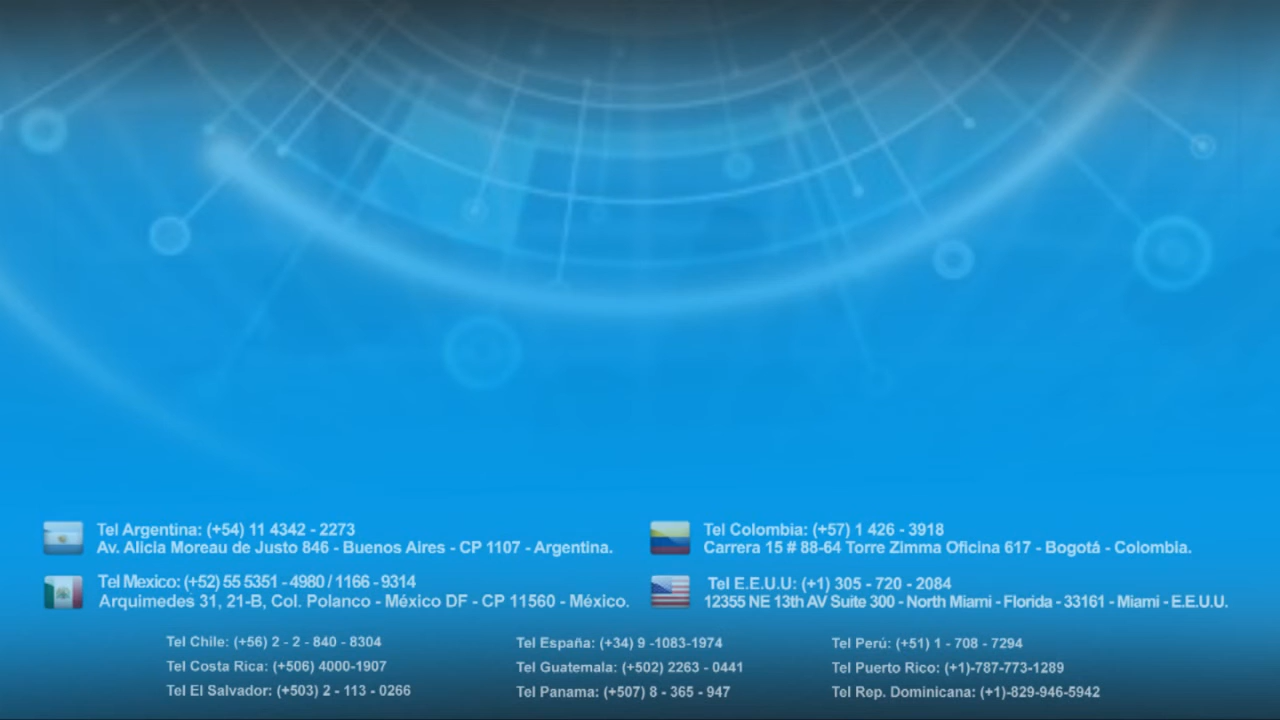 Tel Argentina: (+54) 11 4342 - 2273
Av. Alicia Moreau de Justo 846 - Buenos Aires - CP 1107 - Argentina.
Tel Colombia: (+57) 1 426 - 3918
Carrera 15 # 88-64 Torre Zimma Oficina 617 - Bogotá - Colombia.
Tel Mexico: (+52) 55 5351 - 4980 / 1166 - 9314
Arquimedes 31, 21-B, Col. Polanco - México DF - CP 11560 - México.
Tel E.E.U.U: (+1) 305 - 720 - 2084
12355 NE 13th AV Suite 300 - North Miami - Florida - 33161 - Miami - E.E.U.U.
Tel Chile: (+56) 2 - 2 - 840 - 8304
Tel España: (+34) 9 -1083-1974
Tel Perú: (+51) 1 - 708 - 7294
Tel Costa Rica: (+506) 4000-1907
Tel Guatemala: (+502) 2263 - 0441
Tel Puerto Rico: (+1)-787-773-1289
Tel El Salvador: (+503) 2 - 113 - 0266
Tel Panama: (+507) 8 - 365 - 947
Tel Rep. Dominicana: (+1)-829-946-5942